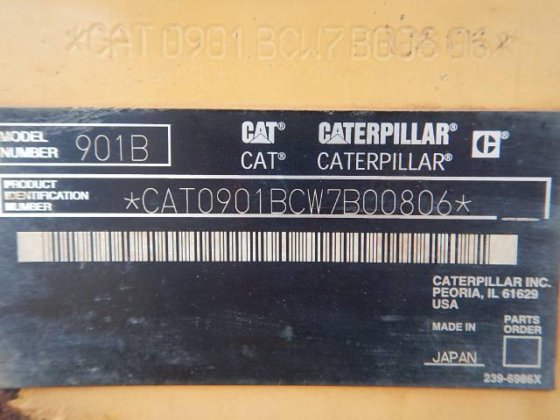 *CAT0901BCW7B00806*
MODEL NUMBER 901B
CAT® CATERPILLAR® C®
CAT® CATERPILLAR®
PRODUCT IDENTIFICATION NUMBER *CAT0901BCW7B00806*
CATERPILLAR INC.
PEORIA, IL 61629
USA
MADE IN PARTS ORDER
JAPAN
239-6986X